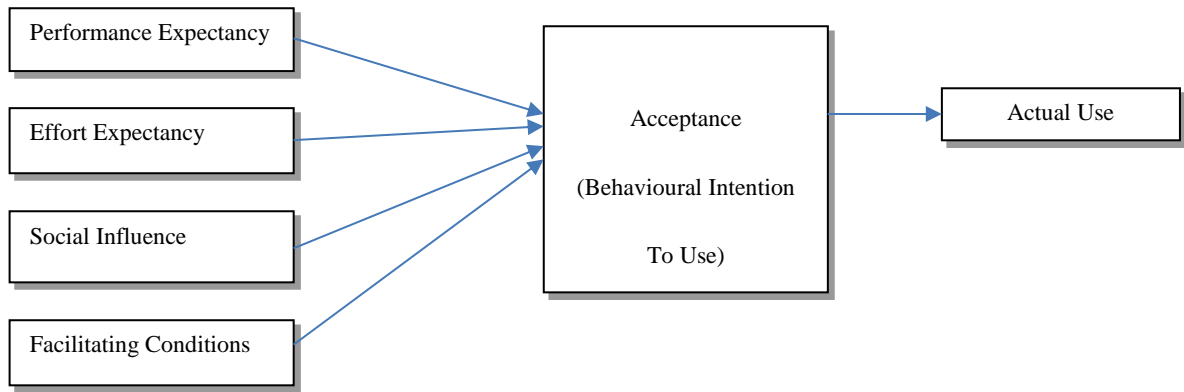 Performance Expectancy
Effort Expectancy
Social Influence
Facilitating Conditions
Acceptance
(Behavioural Intention
To Use)
Actual Use